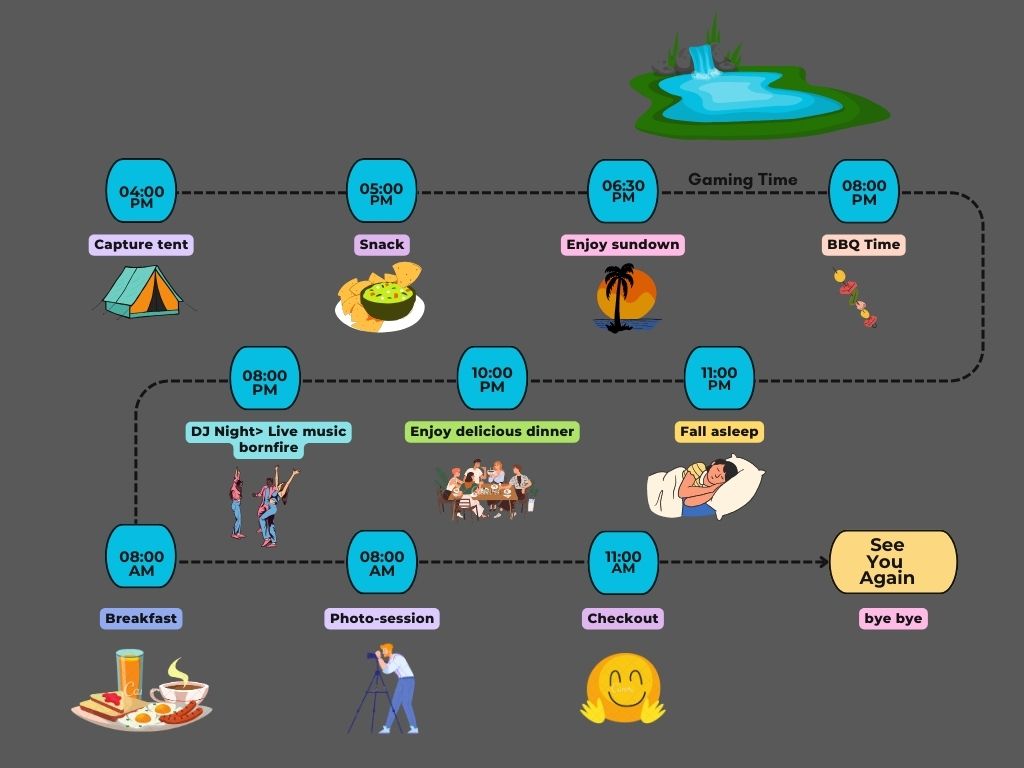 Gaming Time
04:00
PM
05:00
PM
06:30
PM
08:00
PM
Capture tent
Snack
Enjoy sundown
BBQ Time
08:00
PM
10:00
PM
11:00
PM
DJ Night> Live music
bornfire
Enjoy delicious dinner
Fall asleep
08:00
AM
08:00
AM
11:00
AM
See
You
Again
Breakfast
Photo-session
Checkout
bye bye